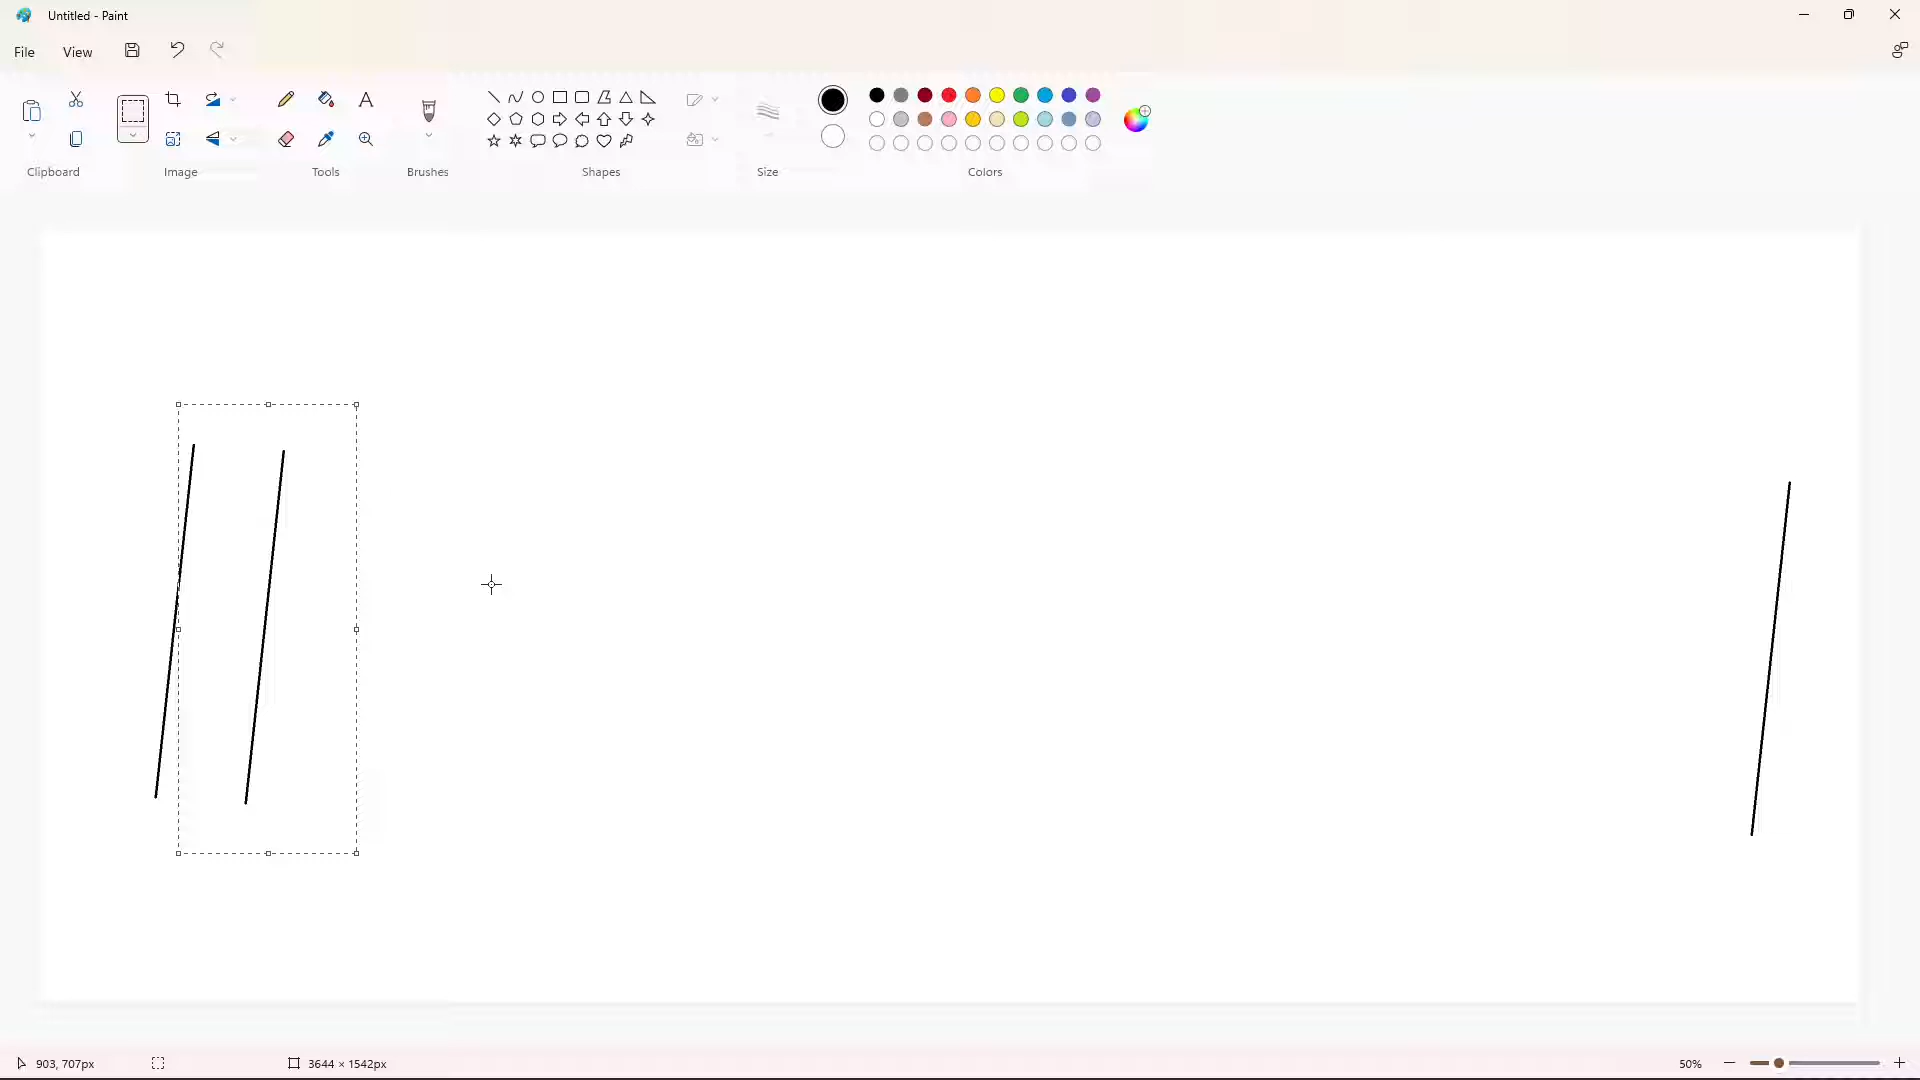 Untitled - Paint
File View
Clipboard Image Tools Brushes Shapes Size Colors
903, 707px 3644 × 1542px 50%